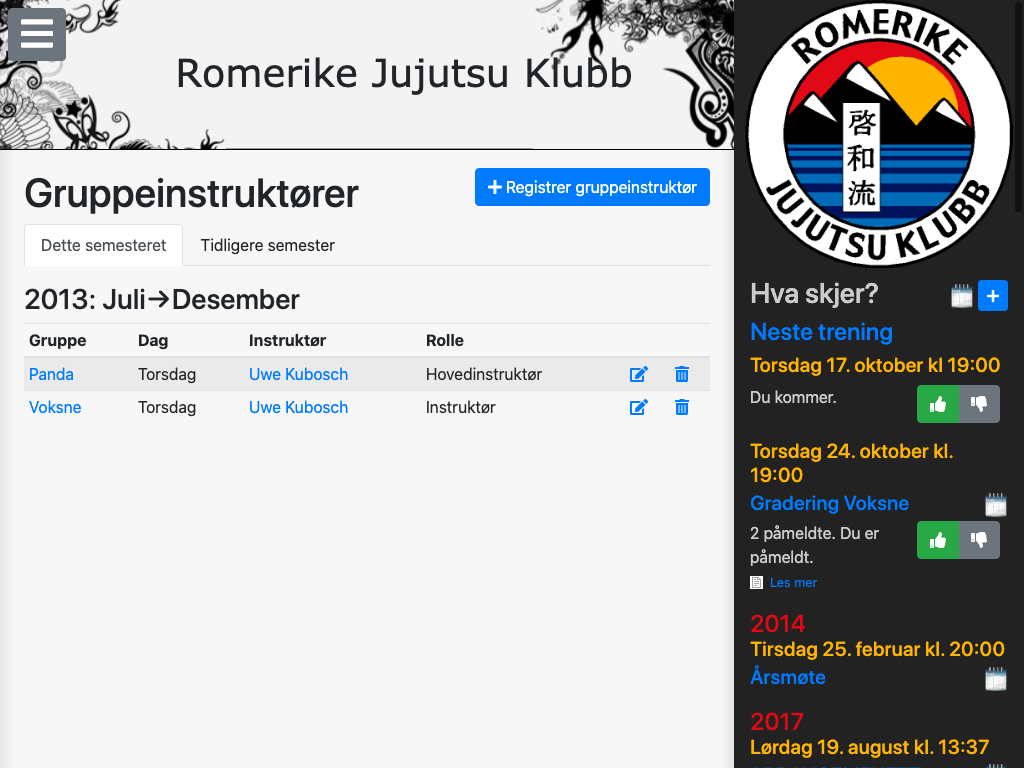 Romerike Jujutsu Klubb
Gruppeinstruktører
Registrer gruppeinstruktør
Dette semesteret Tidligere semester
2013: Juli→Desember
Gruppe Dag Instruktør Rolle
Panda Torsdag Uwe Kubosch Hovedinstruktør
Voksne Torsdag Uwe Kubosch Instruktør
ROMERIKE
啓和流
JUJUTSU KLUBB
Hva skjer?
Neste trening
Torsdag 17. oktober kl 19:00
Du kommer.
Torsdag 24. oktober kl.
19:00
Gradering Voksne
2 påmeldte. Du er
påmeldt.
Les mer
2014
Tirsdag 25. februar kl. 20:00
Årsmøte
2017
Lørdag 19. august kl. 13:37